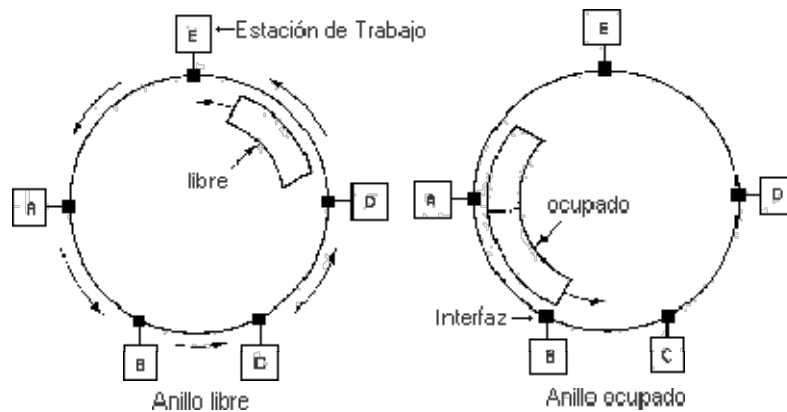 E
Estación de Trabajo
libre
A
D
B
C
Anillo libre
E
A
ocupado
D
Interfaz
B
C
Anillo ocupado